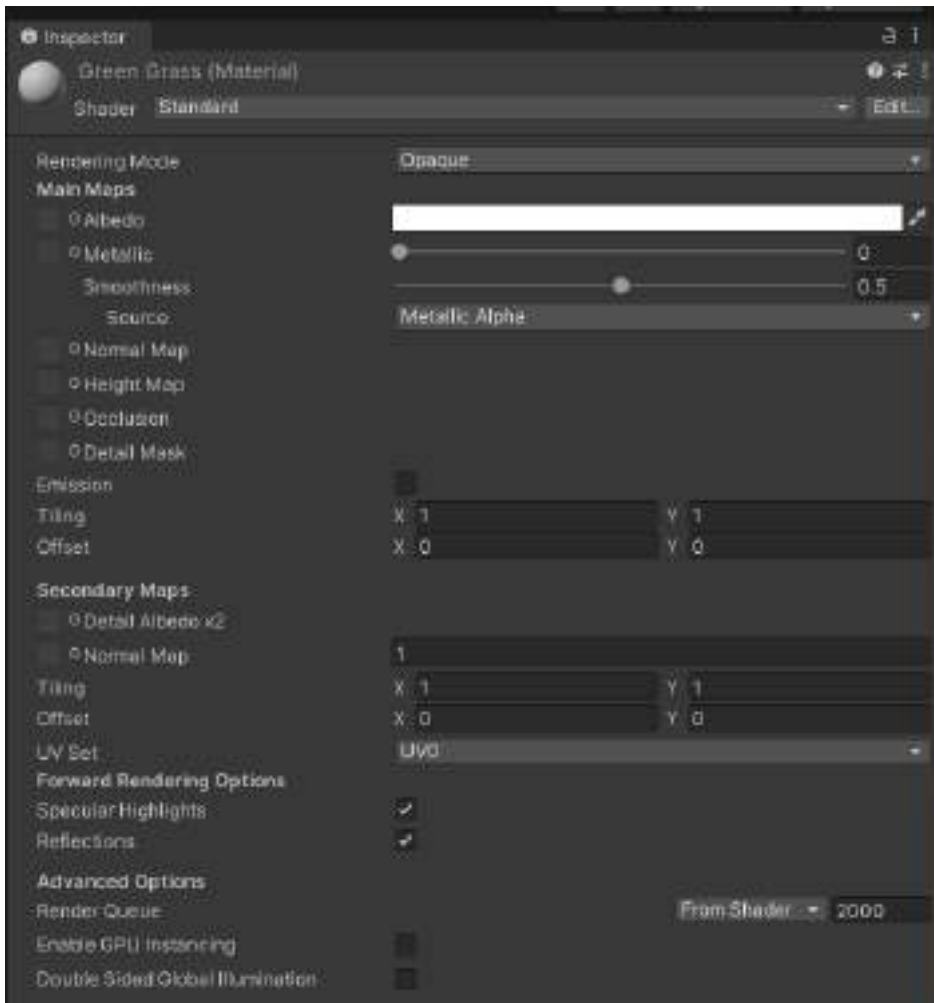 Inspector
Green Grass (Material)
Shader Standard Edit...
Rendering Mode Opaque
Main Maps
Albedo
Metallic 0
Smoothness 0.5
Source Metallic Alpha
Normal Map
Height Map
Occlusion
Detail Mask
Emission
Tiling X 1 Y 1
Offset X 0 Y 0
Secondary Maps
Detail Albedo x2
Normal Map 1
Tiling X 1 Y 1
Offset X 0 Y 0
UV Set UV0
Forward Rendering Options
Specular Highlights
Reflections
Advanced Options
Render Queue From Shader 2000
Enable GPU Instancing
Double Sided Global Illumination